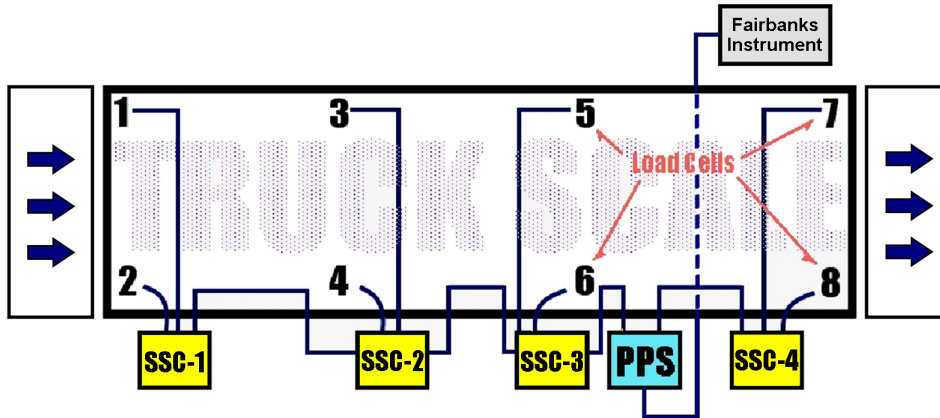 Fairbanks
Instrument
1 3 5 7
TRUCK SCALE
Load Cells
2 4 6 8
SSC-1 SSC-2 SSC-3 PPS SSC-4